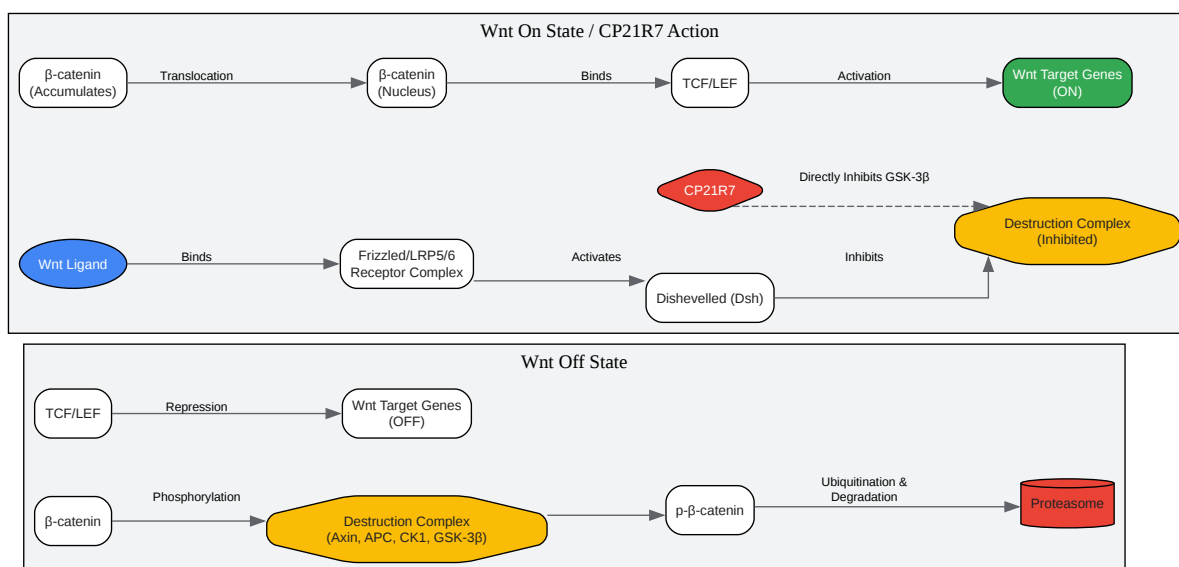 Wnt On State / CP21R7 Action
β-catenin
(Accumulates)
Translocation
β-catenin
(Nucleus)
Binds
TCF/LEF
Activation
Wnt Target Genes
(ON)
CP21R7
Directly Inhibits GSK-3β
Destruction Complex
(Inhibited)
Wnt Ligand
Binds
Frizzled/LRP5/6
Receptor Complex
Activates
Dishevelled (Dsh)
Inhibits
Wnt Off State
TCF/LEF
Repression
Wnt Target Genes
(OFF)
β-catenin
Phosphorylation
Destruction Complex
(Axin, APC, CK1, GSK-3β)
p-β-catenin
Ubiquitination &
Degradation
Proteasome